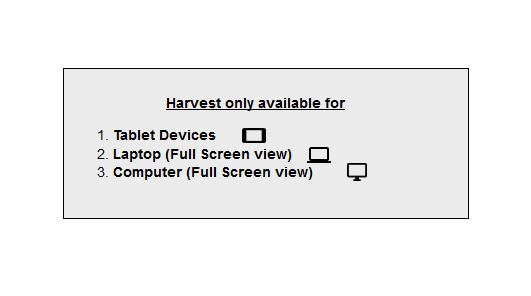 Harvest only available for
1. Tablet Devices
2. Laptop (Full Screen view)
3. Computer (Full Screen view)